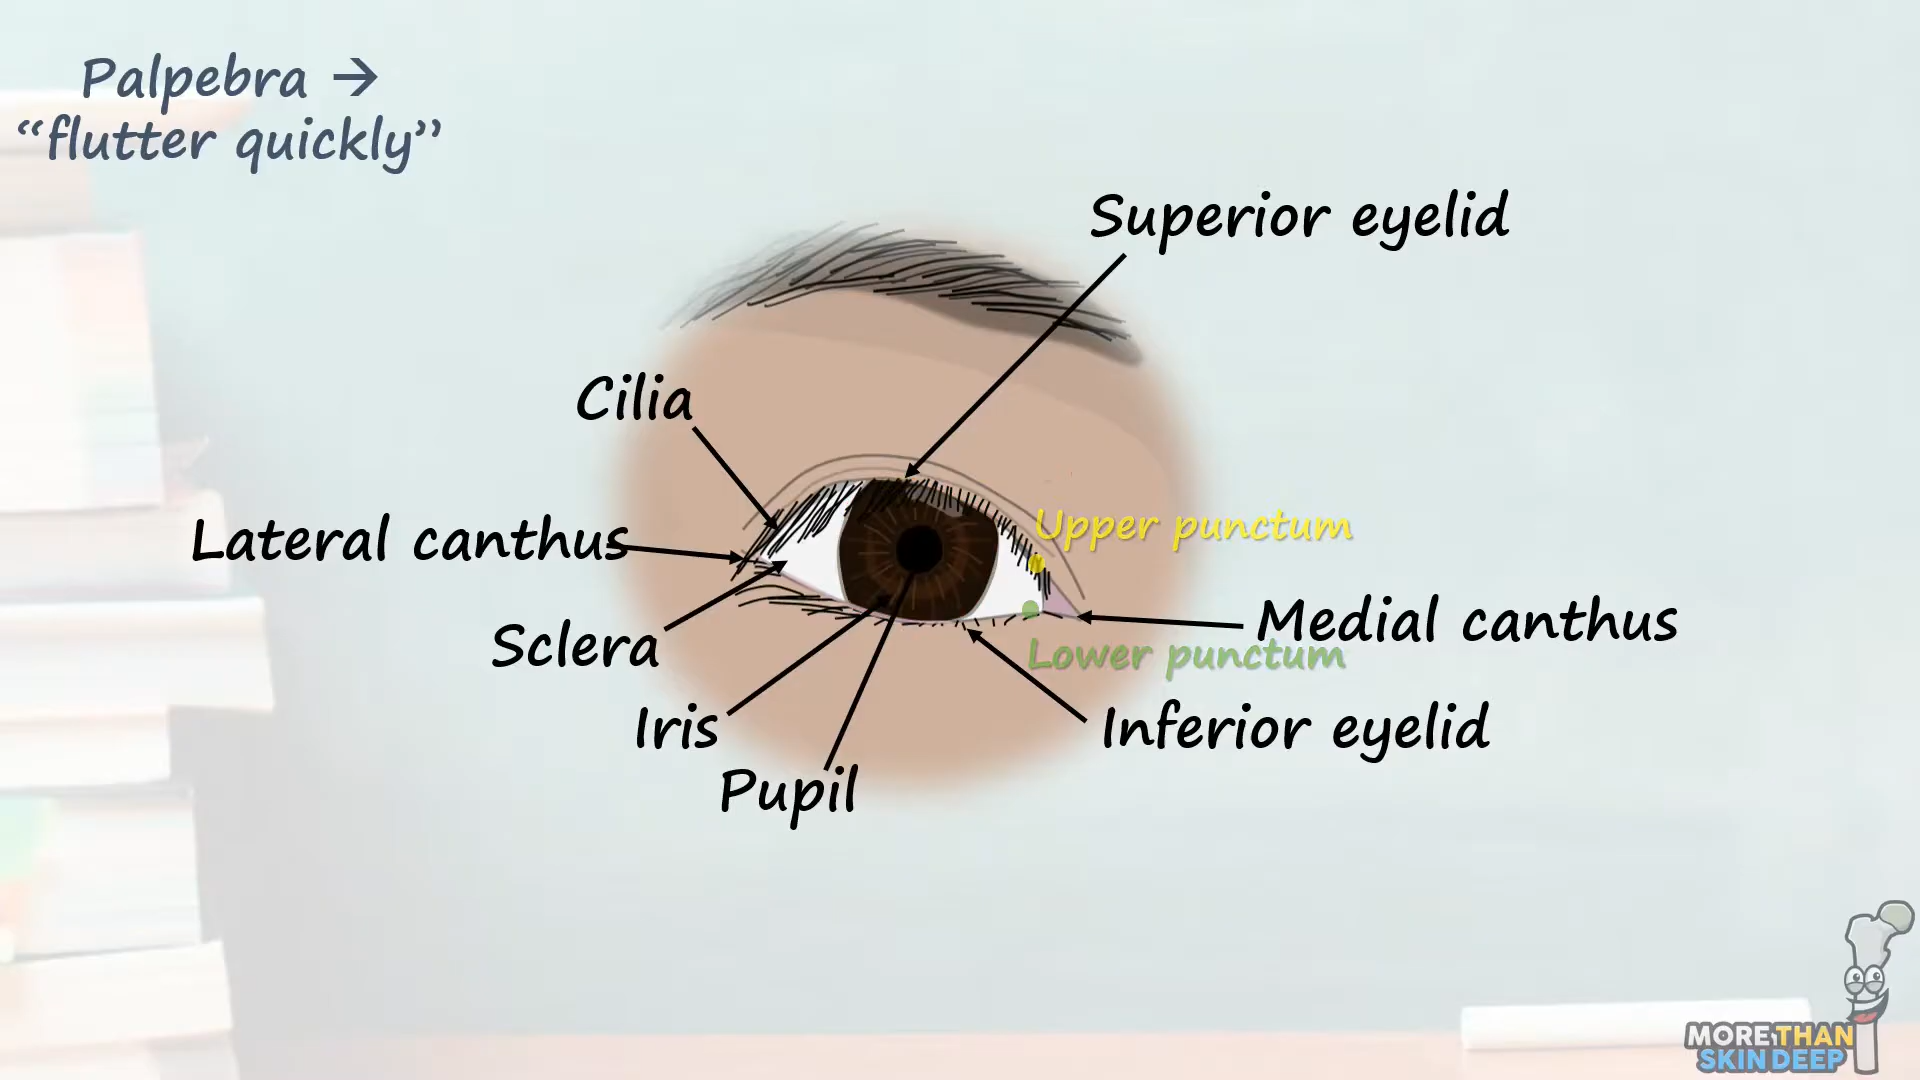 Palpebra →
“flutter quickly”
Superior eyelid
Cilia
Upper punctum
Lateral canthus
Medial canthus
Sclera
Lower punctum
Iris
Inferior eyelid
Pupil
MORE THAN
SKIN DEEP